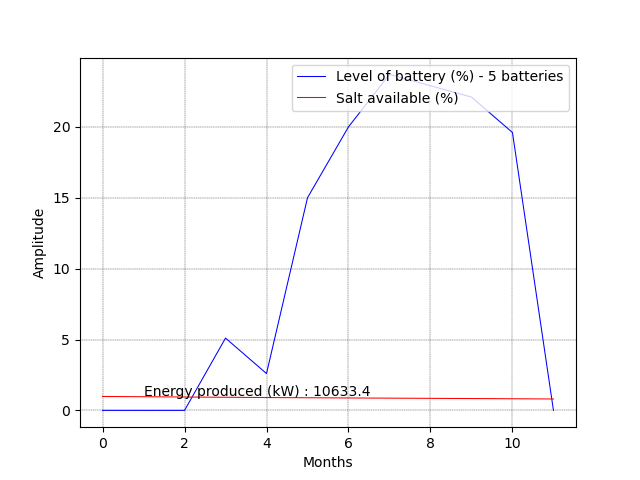 Level of battery (%) - 5 batteries
Salt available (%)
20
15
10
5
0
Amplitude
Energy produced (kW) : 10633.4
0 2 4 6 8 10
Months